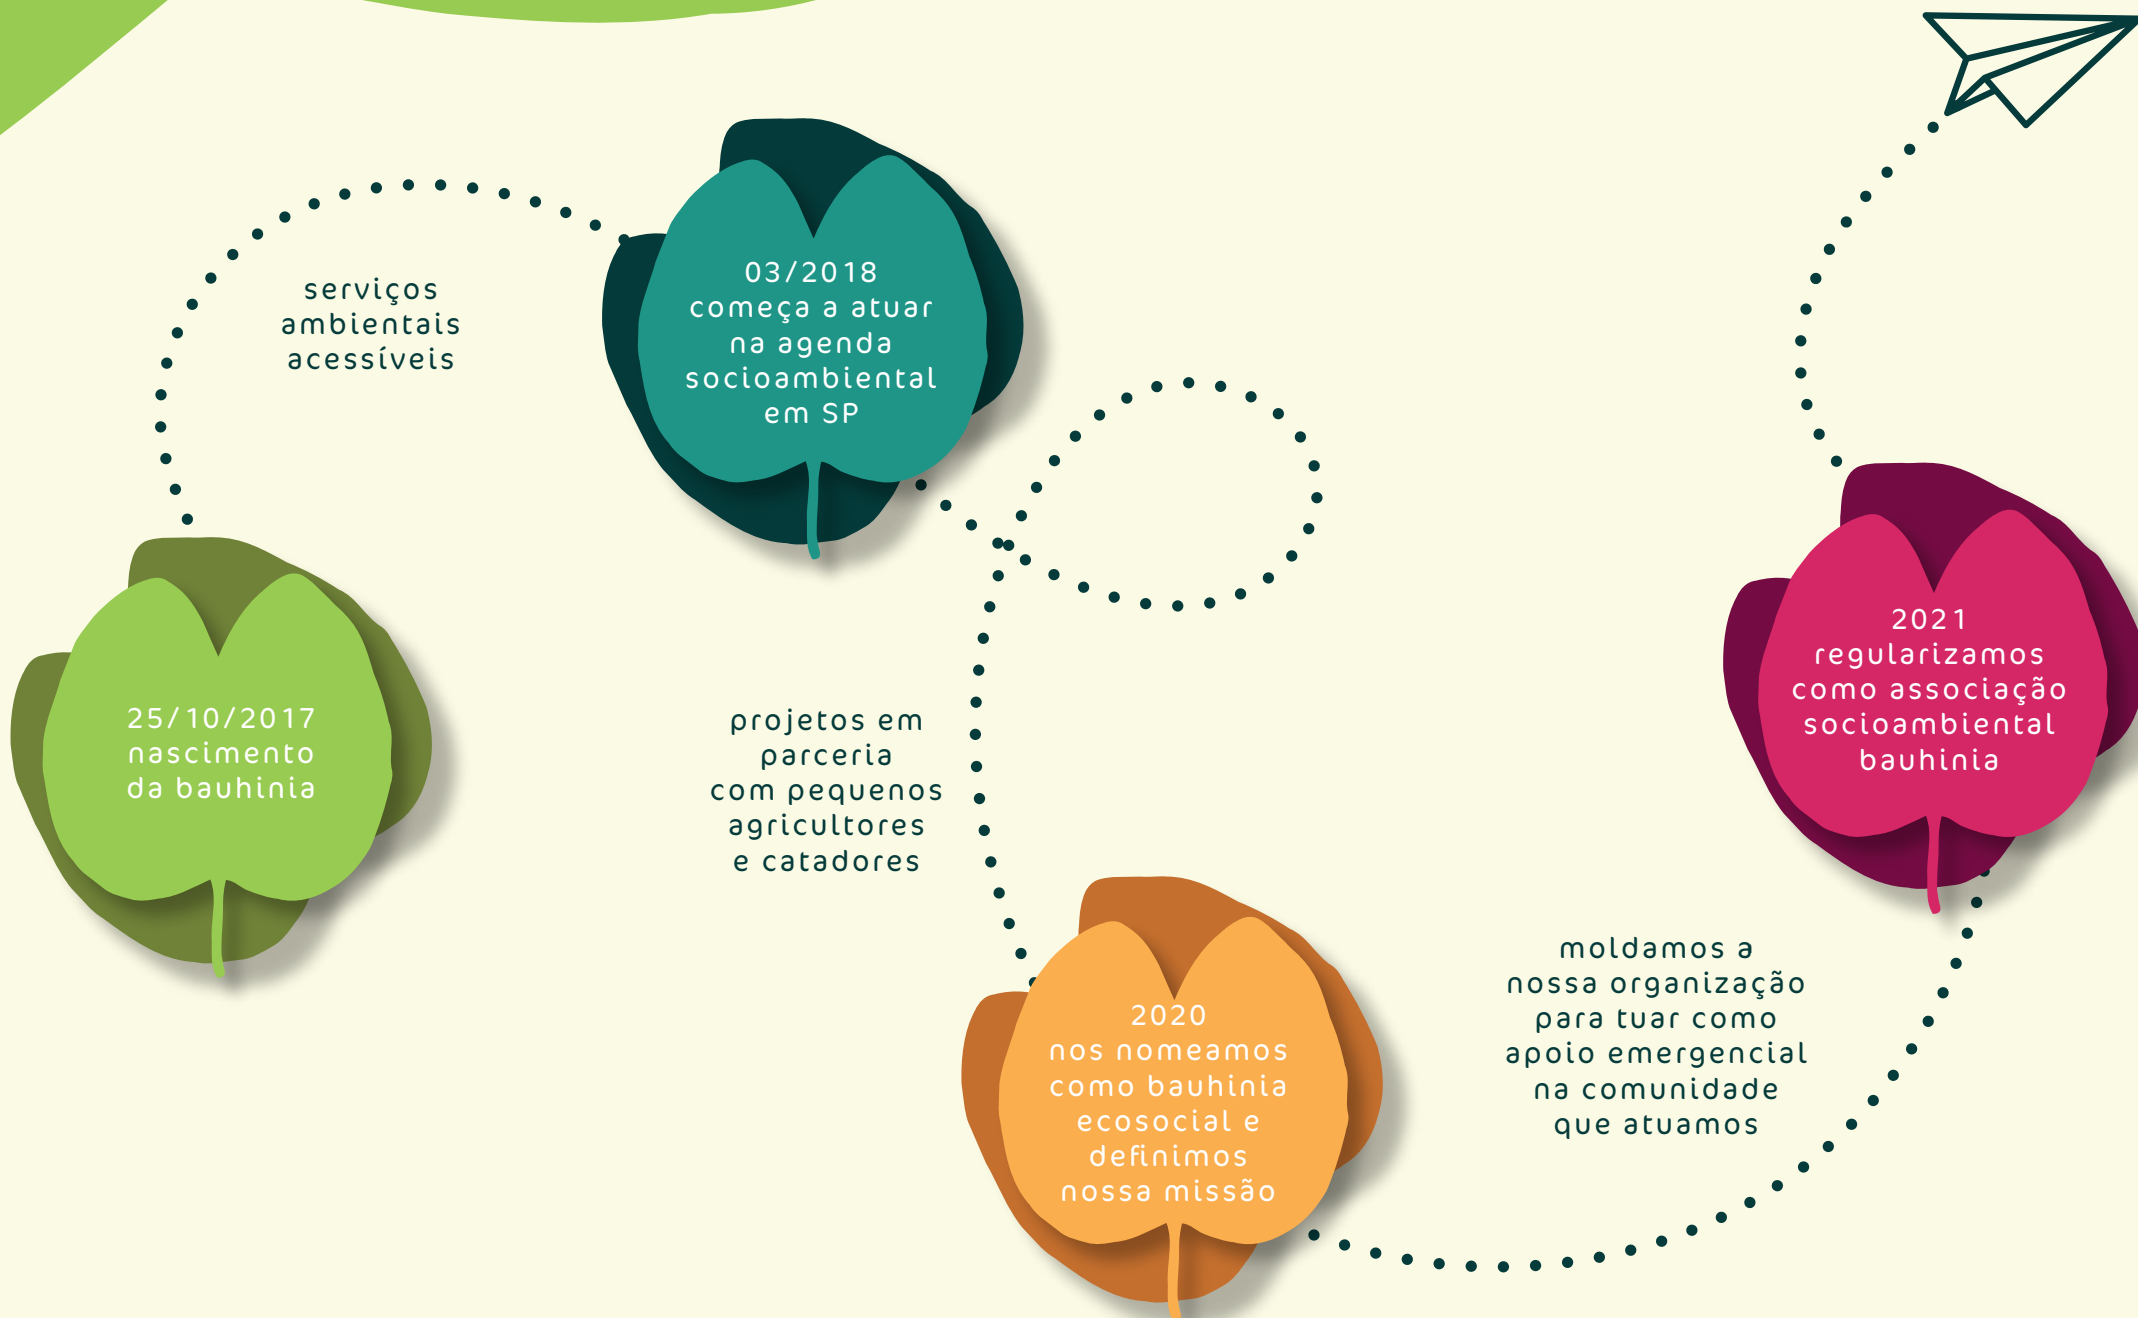 25/10/2017
nascimento
da bauhinia
serviços
ambientais
acessíveis
03/2018
começa a atuar
na agenda
socioambiental
em SP
projetos em
parceria
com pequenos
agricultores
e catadores
2020
nos nomeamos
como bauhinia
ecosocial e
definimos
nossa missão
moldamos a
nossa organização
para tuar como
apoio emergencial
na comunidade
que atuamos
2021
regularizamos
como associação
socioambiental
bauhinia